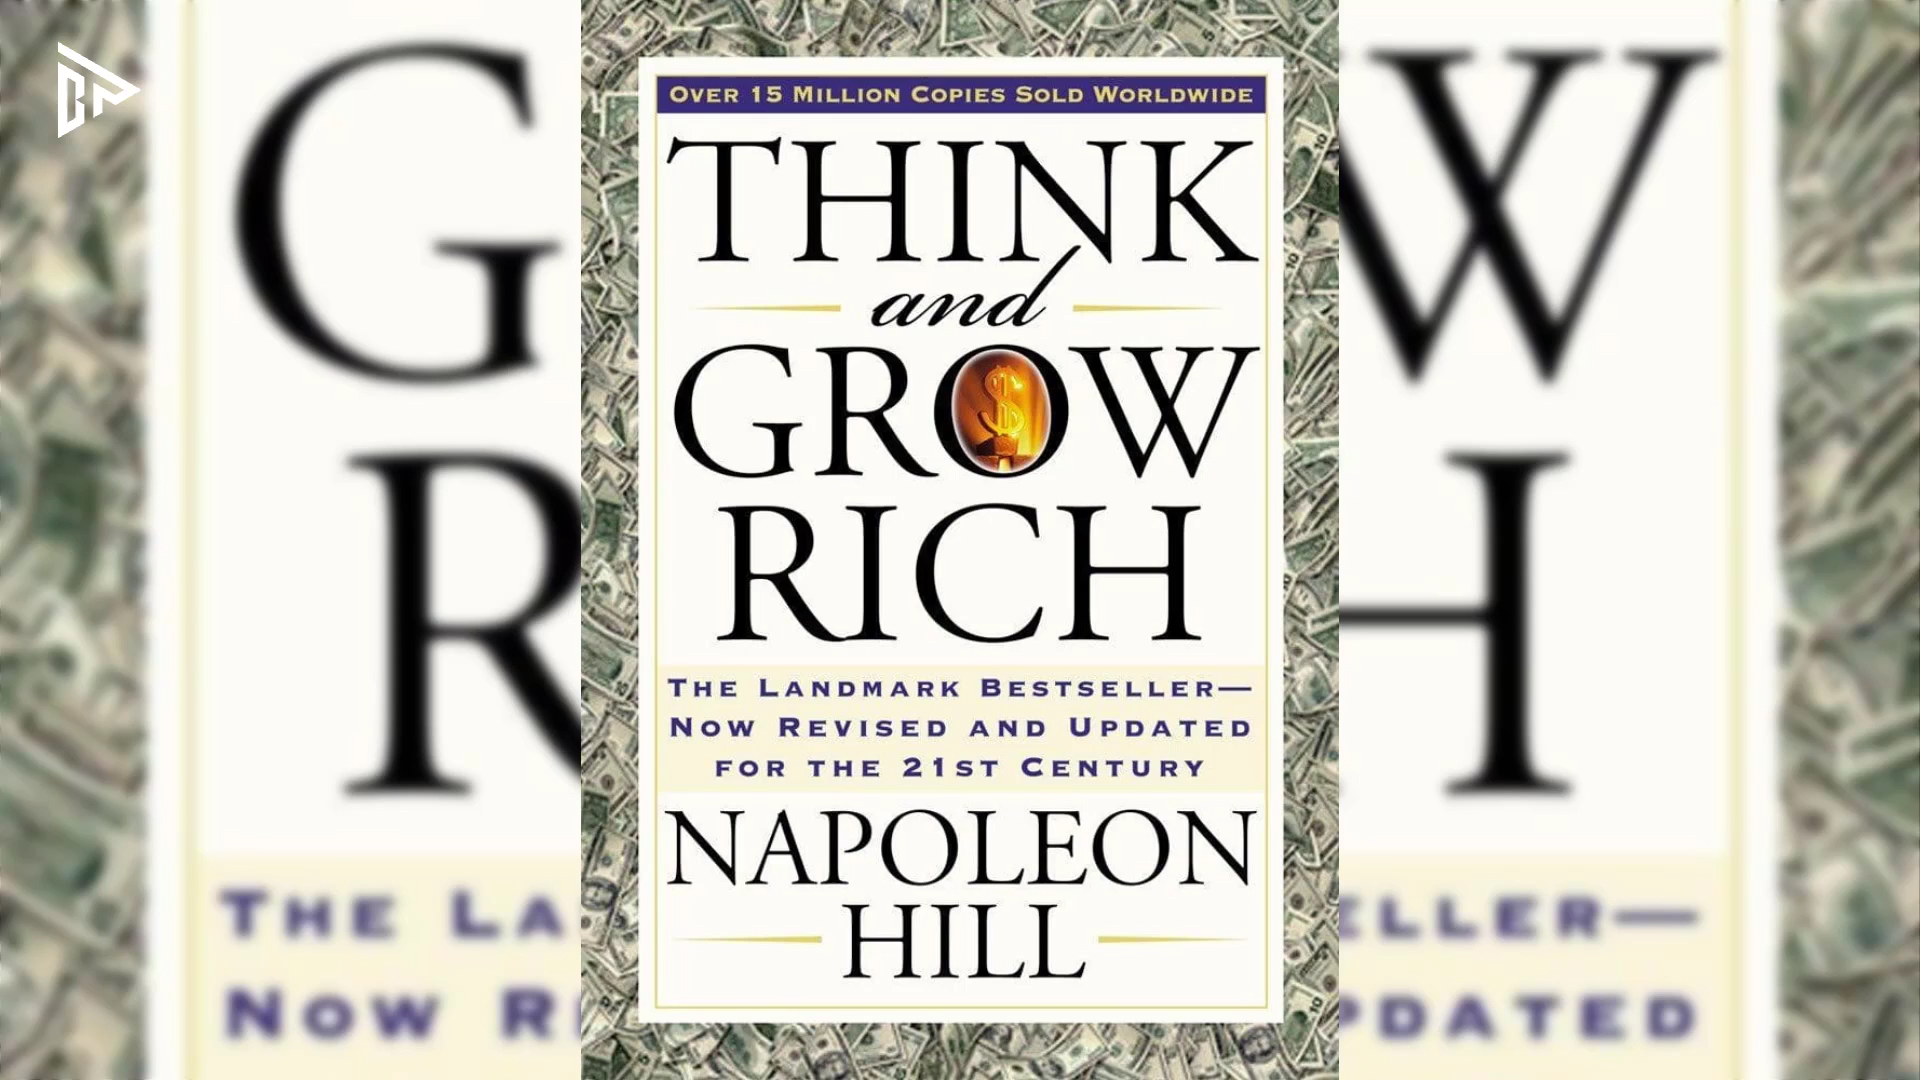 OVER 15 MILLION COPIES SOLD WORLDWIDE
THINK
and
GROW
RICH
THE LANDMARK BESTSELLER—
NOW REVISED AND UPDATED
FOR THE 21ST CENTURY
NAPOLEON
HILL